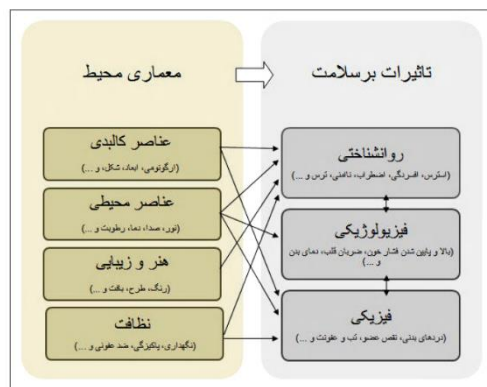 معماری محیط
تاثیرات برسلامت
عناصر کالبدی
(ارگونومی، ابعاد، شکل، و ...)
عناصر محیطی
(نور، صدا، دما، رطوبت و ...)
هنر و زیبایی
(رنگ، طرح، بافت و ...)
نظافت
(نگهداری، پاکیزگی، ضد عفونی و ...)
روانشناختی
(استرس، افسردگی، اضطراب، ناامنی، ترس و ...)
فیزیولوژیکی
(بالا و پایین شدن فشار خون، ضربان قلب، دمای بدن
و ...)
فیزیکی
(دردهای بدنی، نقص عضو، تب و عفونت و ...)